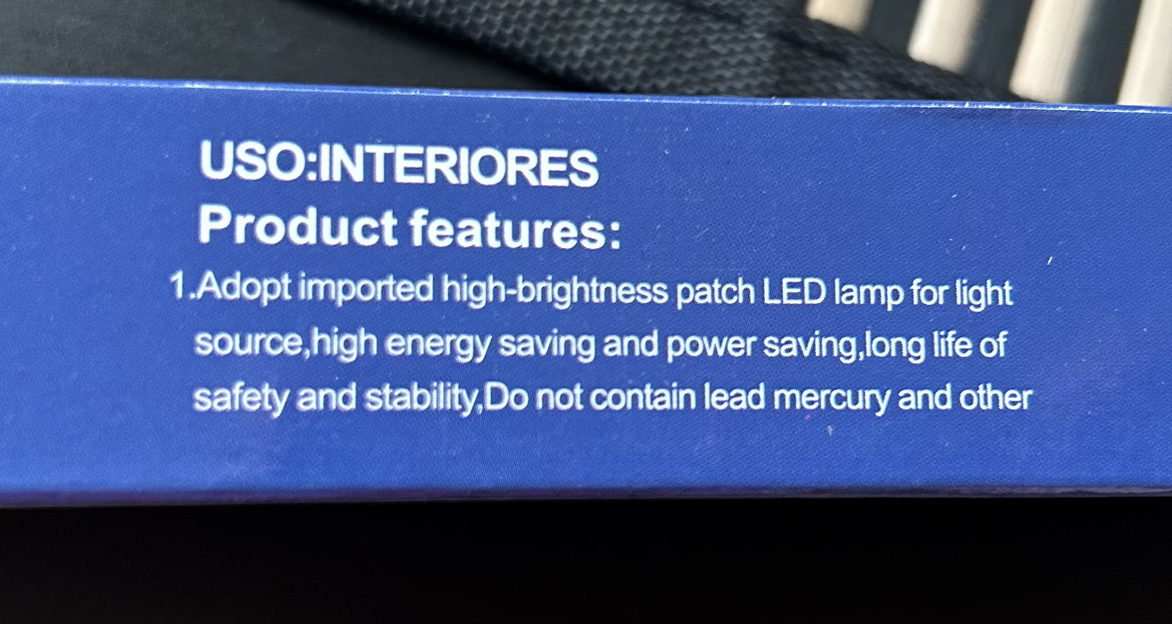 USO:INTERIORES
Product features:
1.Adopt imported high-brightness patch LED lamp for light
source,high energy saving and power saving,long life of
safety and stability,Do not contain lead mercury and other